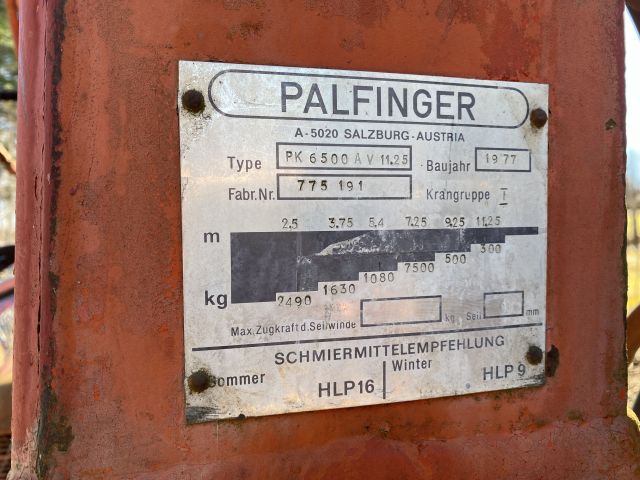 PALFINGER
A-5020 SALZBURG-AUSTRIA
Type PK 6500 A V 11.25 Baujahr 1977
Fabr.Nr. 775 191 Krangruppe I
m 2,5 3,75 5,4 7,25 9,25 11,25
kg 2490 1630 1080 7500 500 300
Max.Zugkraft d.Seilwinde kg Seil mm
SCHMIERMITTELEMPFEHLUNG
Sommer HLP16 Winter HLP 9